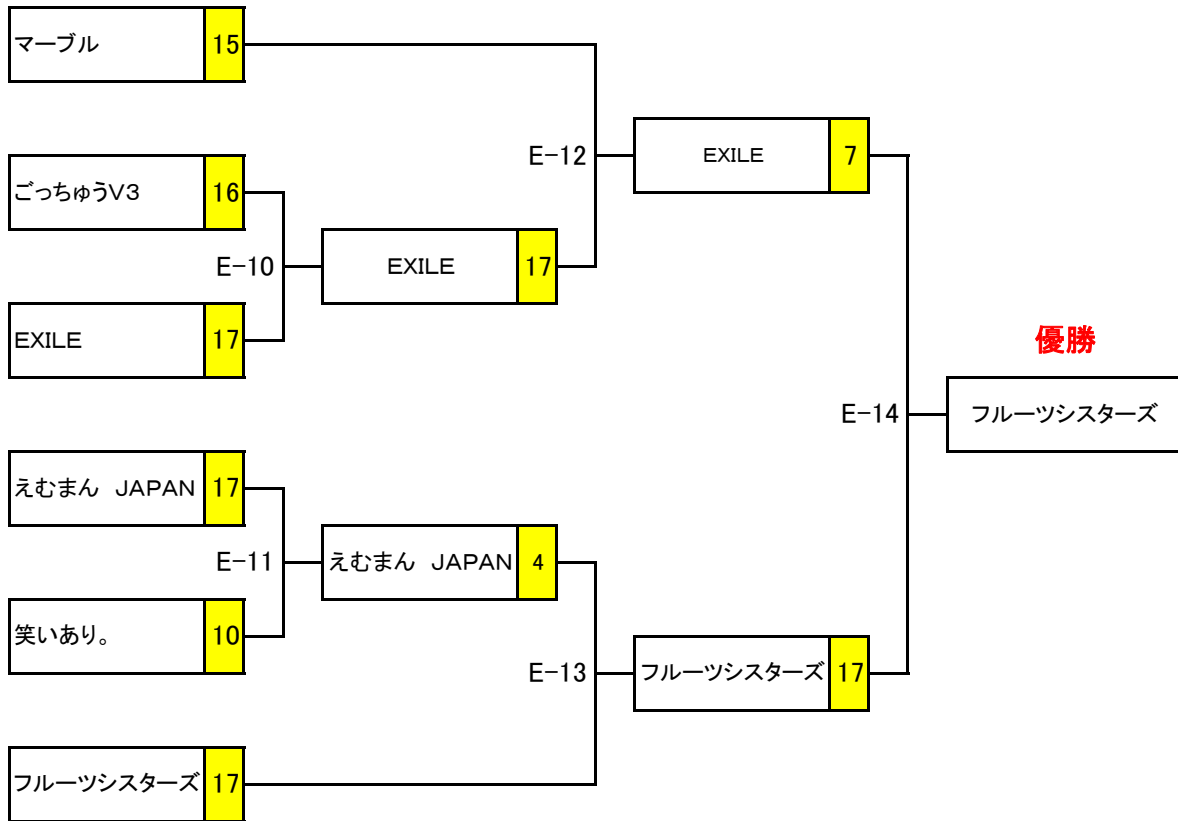 マーブル 15
E-12
EXILE 7
ごっちゅうV3 16
E-10
EXILE 17
EXILE 17
優勝
E-14
フルーツシスターズ
えむまん　JAPAN 17
E-11
えむまん　JAPAN 4
笑いあり。 10
E-13
フルーツシスターズ 17
フルーツシスターズ 17